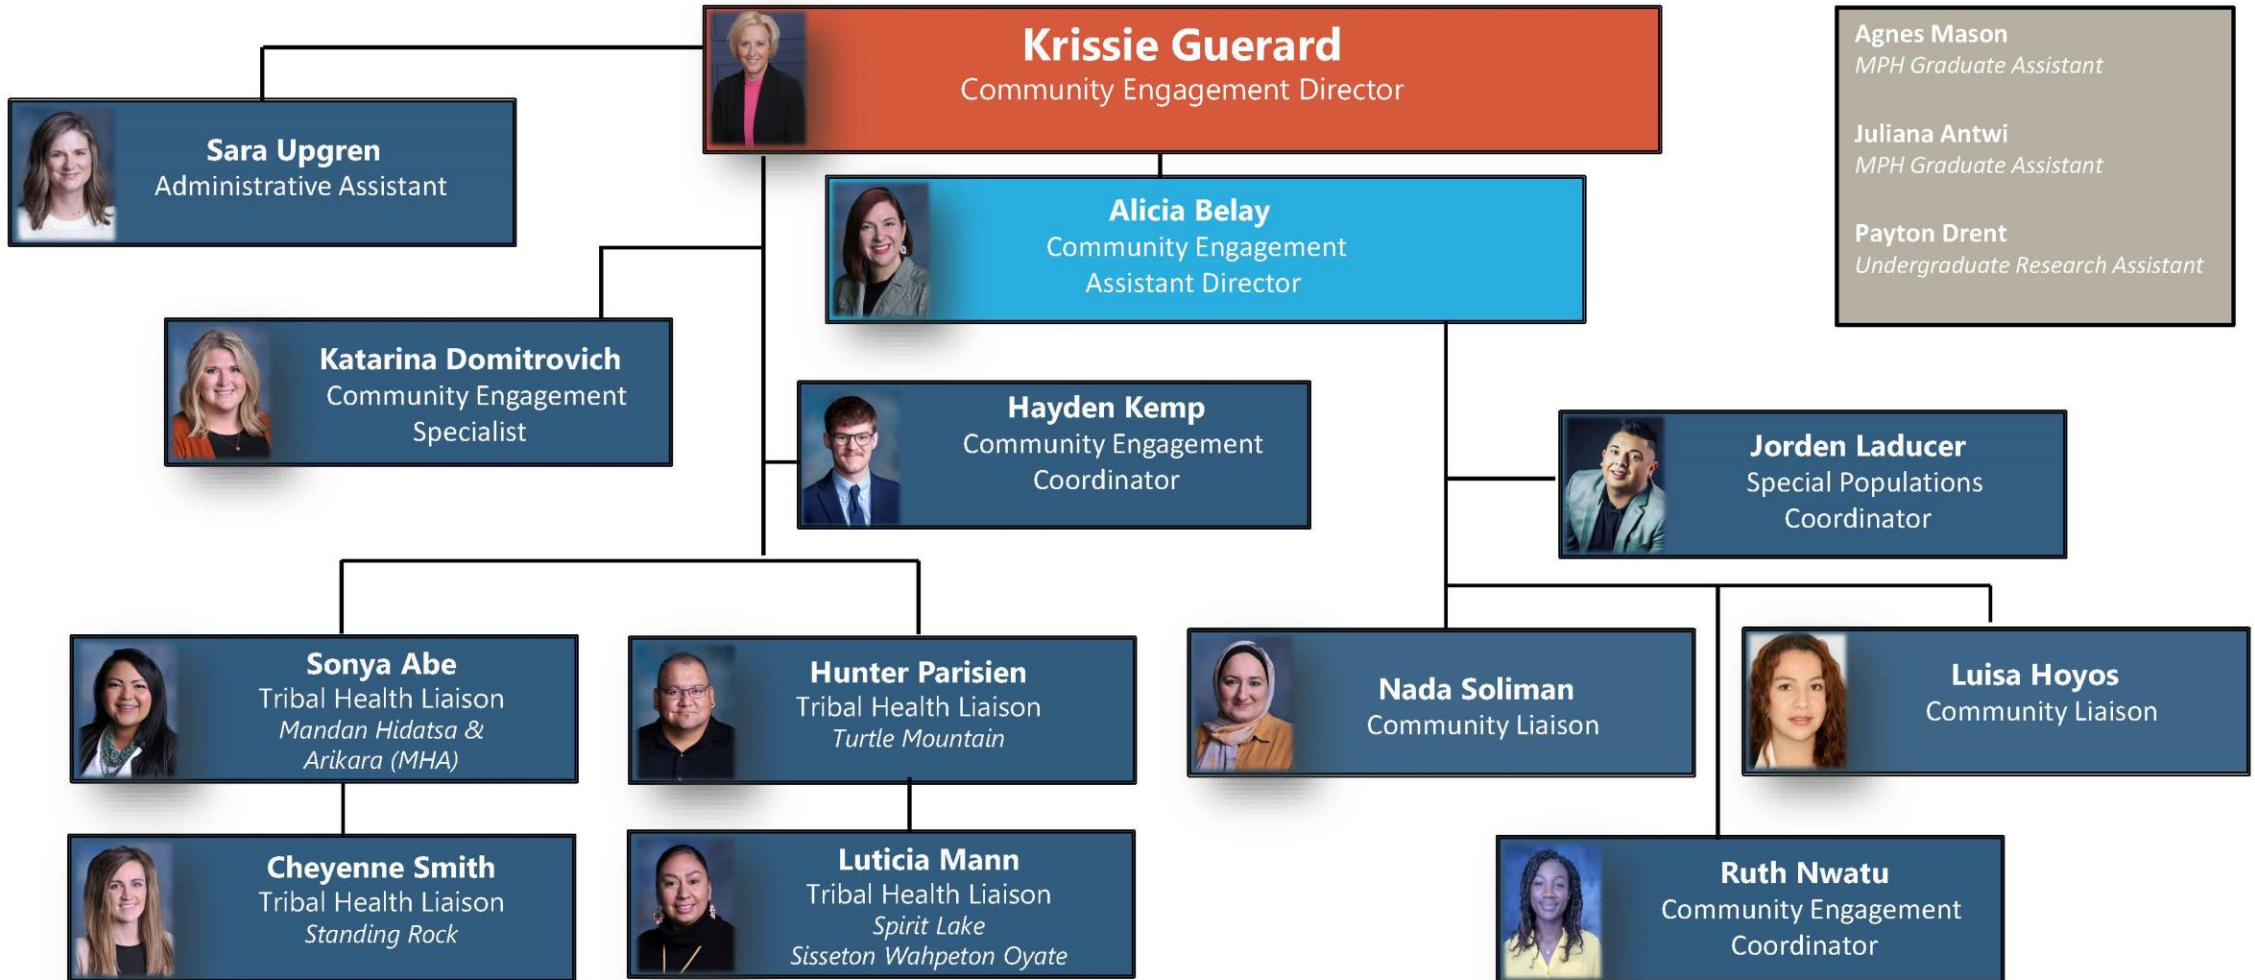 Krissie Guerard
Community Engagement Director
Agnes Mason
MPH Graduate Assistant
Juliana Antwi
MPH Graduate Assistant
Payton Drent
Undergraduate Research Assistant
Sara Upgren
Administrative Assistant
Alicia Belay
Community Engagement
Assistant Director
Katarina Domitrovich
Community Engagement
Specialist
Hayden Kemp
Community Engagement
Coordinator
Jorden Laducer
Special Populations
Coordinator
Sonya Abe
Tribal Health Liaison
Mandan Hidatsa &
Arikara (MHA)
Hunter Parisien
Tribal Health Liaison
Turtle Mountain
Nada Soliman
Community Liaison
Luisa Hoyos
Community Liaison
Cheyenne Smith
Tribal Health Liaison
Standing Rock
Luticia Mann
Tribal Health Liaison
Spirit Lake
Sisseton Wahpeton Oyate
Ruth Nwatu
Community Engagement
Coordinator